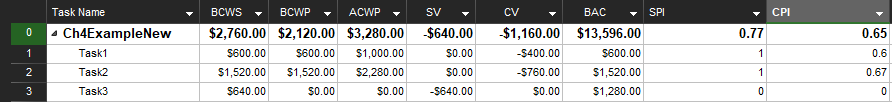 Task Name BCWS BCWP ACWP SV CV BAC SPI CPI
0 Ch4ExampleNew $2,760.00 $2,120.00 $3,280.00 -$640.00 -$1,160.00 $13,596.00 0.77 0.65
1 Task1 $600.00 $600.00 $1,000.00 $0.00 -$400.00 $600.00 1 0.6
2 Task2 $1,520.00 $1,520.00 $2,280.00 $0.00 -$760.00 $1,520.00 1 0.67
3 Task3 $640.00 $0.00 $0.00 -$640.00 $0.00 $1,280.00 0 0